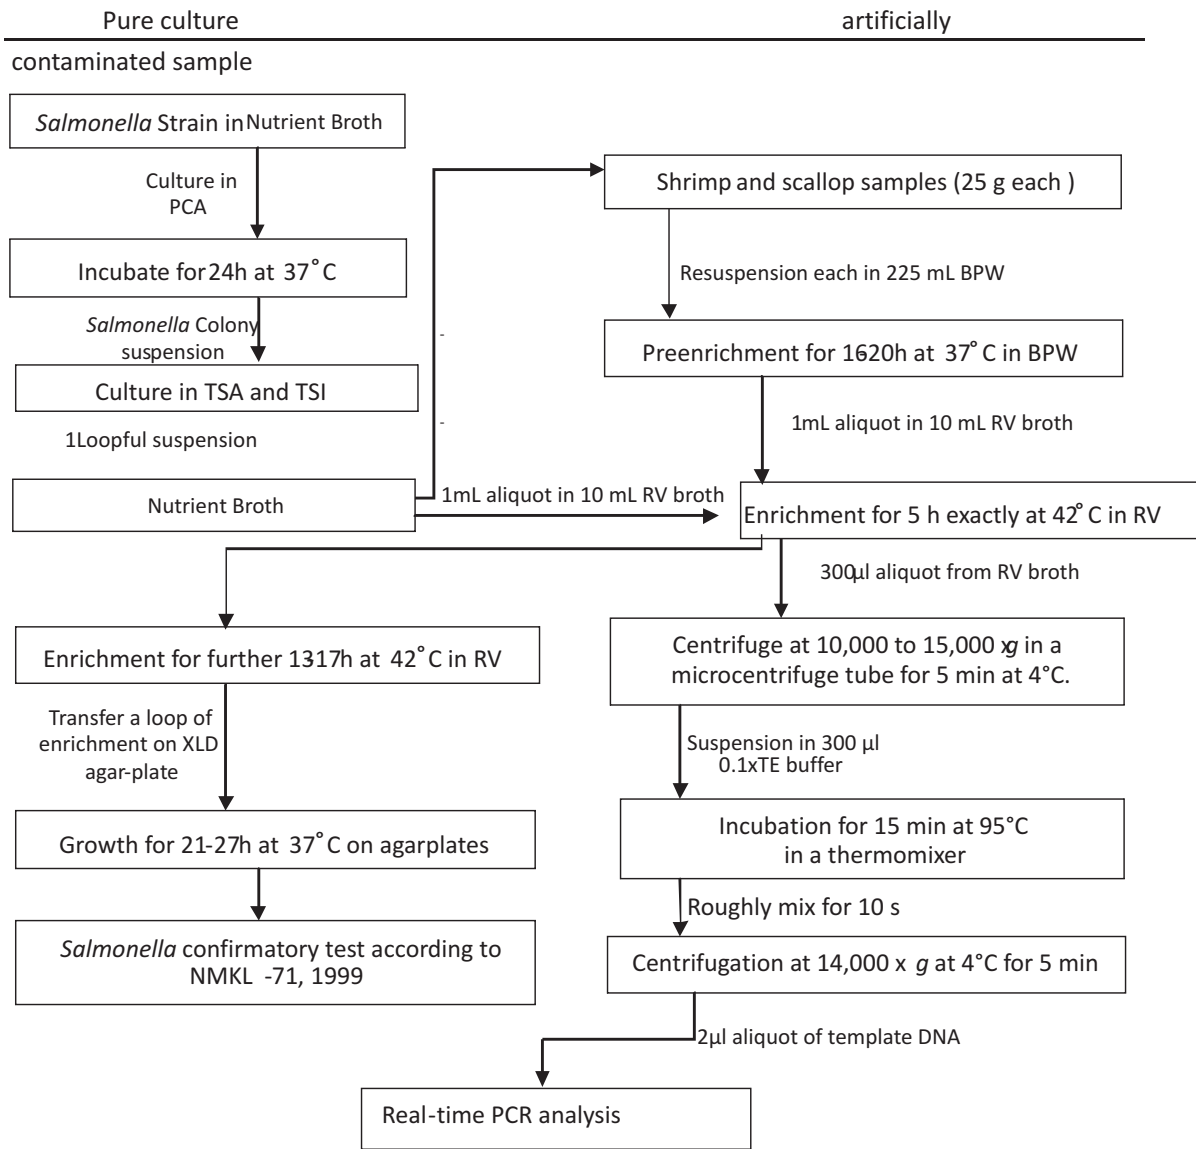 Pure culture
artificially
contaminated sample
Salmonella Strain in Nutrient Broth
Culture in
PCA
Incubate for 24h at 37°C
Salmonella Colony
suspension
Culture in TSA and TSI
1Loopful suspension
Nutrient Broth
Shrimp and scallop samples (25 g each )
Resuspension each in 225 mL BPW
Preenrichment for 16-20h at 37°C in BPW
1mL aliquot in 10 mL RV broth
1mL aliquot in 10 mL RV broth
Enrichment for 5 h exactly at 42°C in RV
Enrichment for further 13-17h at 42°C in RV
Transfer a loop of
enrichment on XLD
agar-plate
Growth for 21-27h at 37°C on agarplates
Salmonella confirmatory test according to
NMKL -71, 1999
300µl aliquot from RV broth
Centrifuge at 10,000 to 15,000 xg in a
microcentrifuge tube for 5 min at 4°C.
Suspension in 300 µl
0.1xTE buffer
Incubation for 15 min at 95°C
in a thermomixer
Roughly mix for 10 s
Centrifugation at 14,000 x g at 4°C for 5 min
2µl aliquot of template DNA
Real-time PCR analysis